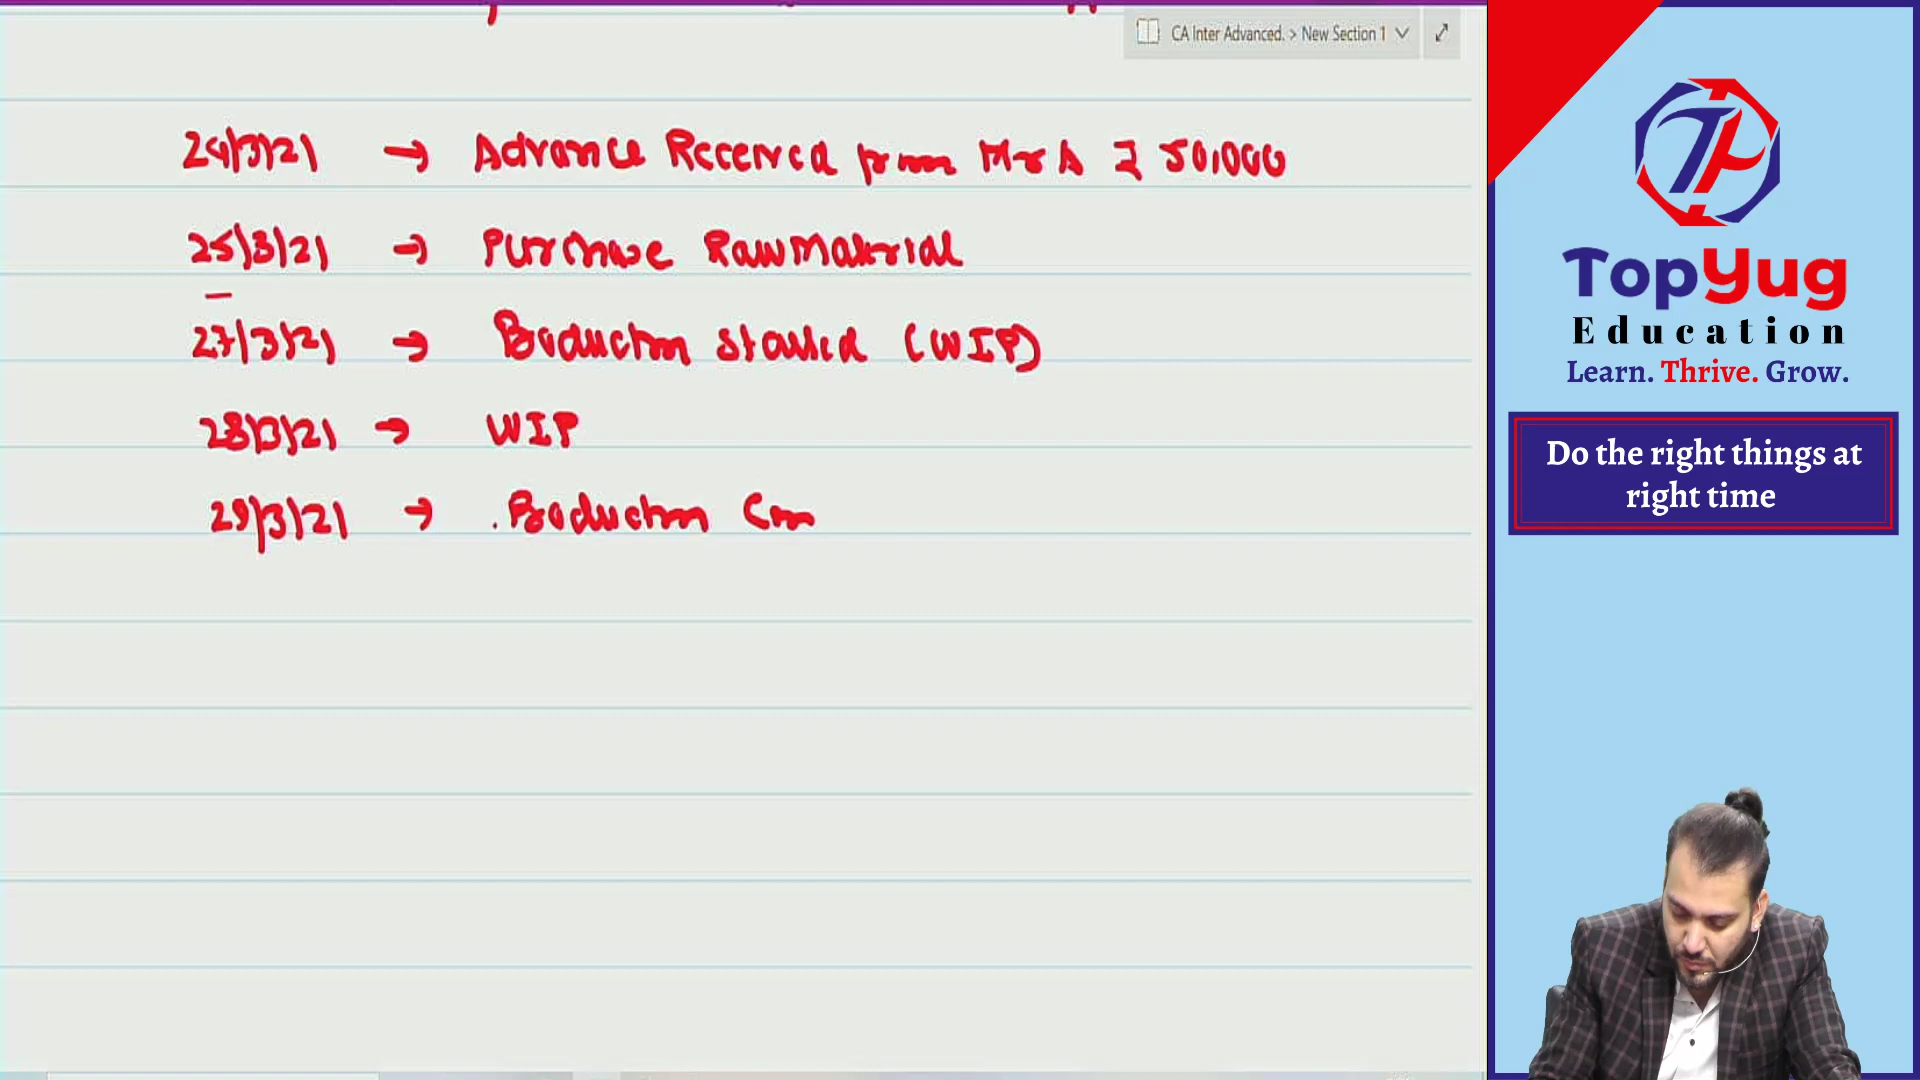 CA Inter Advanced. > New Section 1
24/3/21 → Advance Received from Mr A ₹ 50,000
25/3/21 → Purchase Raw Material
27/3/21 → Production Started (WIP)
28/3/21 → WIP
29/3/21 → Production Com
TopYug
Education
Learn. Thrive. Grow.
Do the right things at
right time